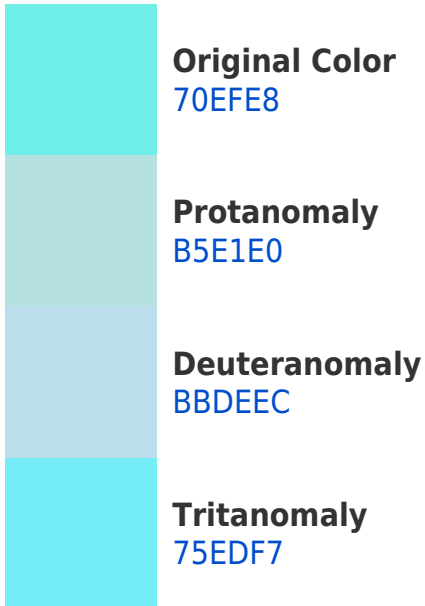 Original Color
70EFE8
Protanomaly
B5E1E0
Deuteranomaly
BBDEEC
Tritanomaly
75EDF7